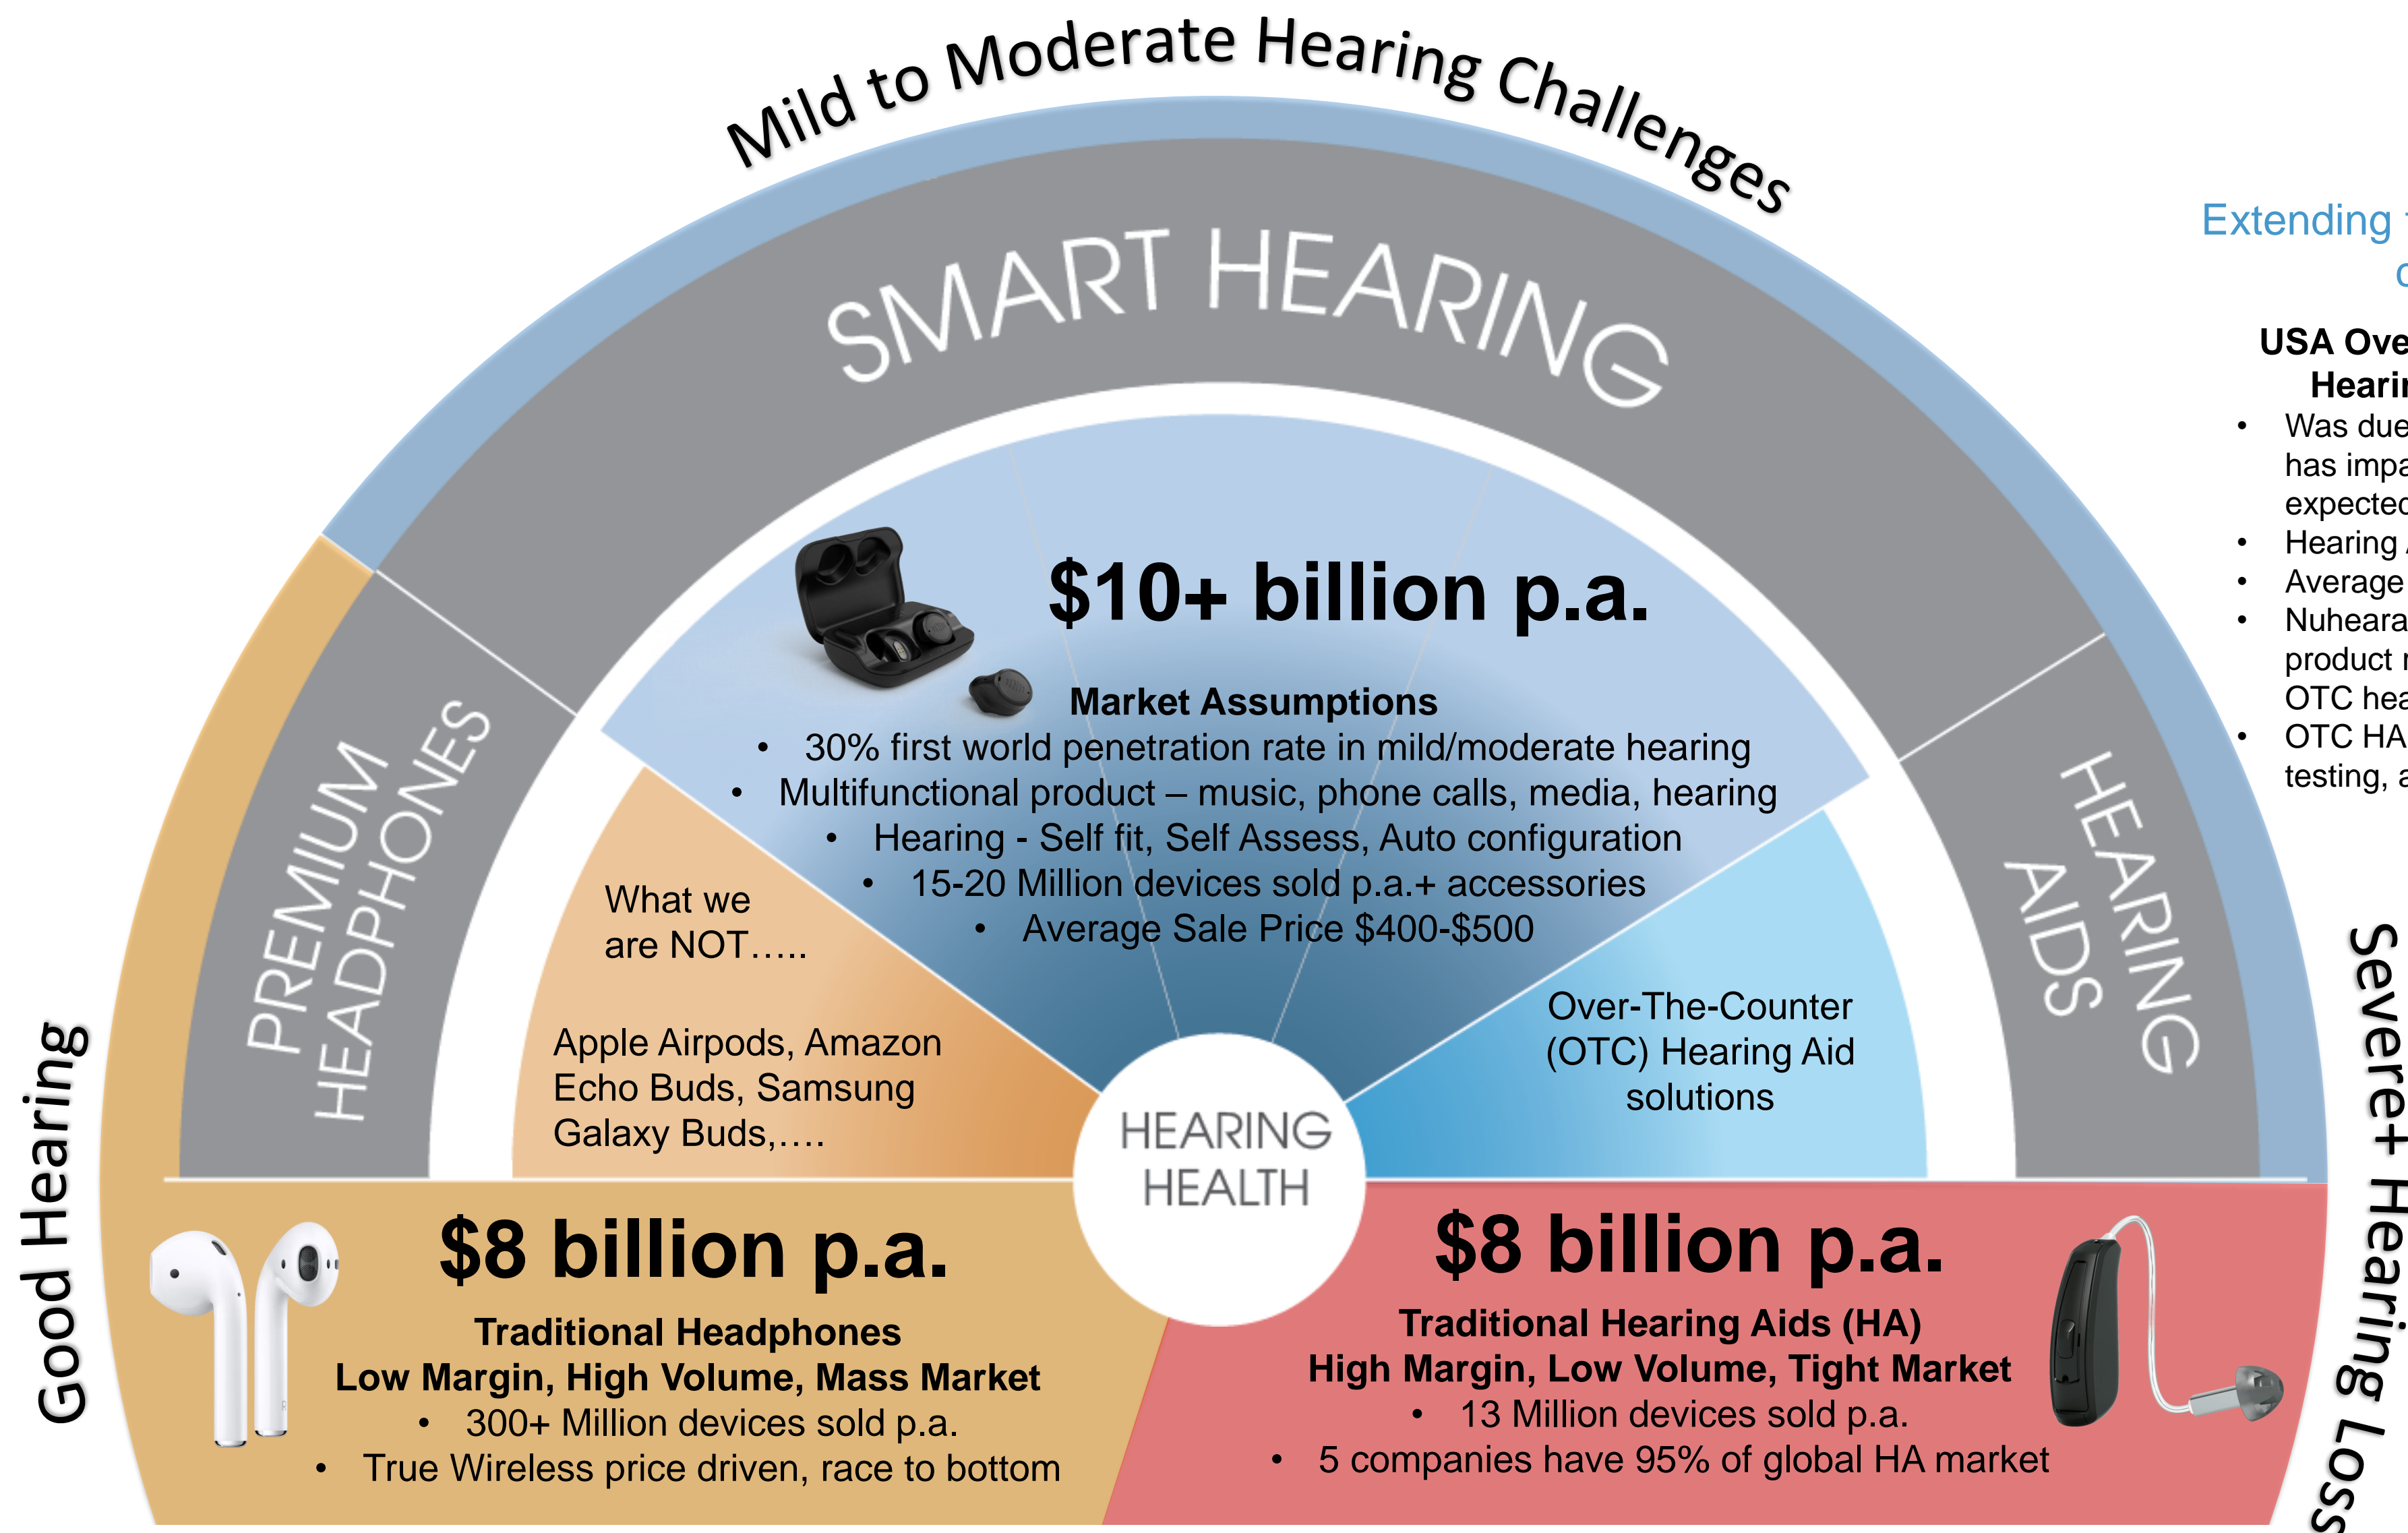 Mild to Moderate Hearing Challenges
SMART HEARING
PREMIUM
HEADPHONES
HEARING
AIDS
Good Hearing
Severe+ Hearing Loss
$10+ billion p.a.
Market Assumptions
• 30% first world penetration rate in mild/moderate hearing
• Multifunctional product – music, phone calls, media, hearing
• Hearing - Self fit, Self Assess, Auto configuration
• 15-20 Million devices sold p.a.+ accessories
• Average Sale Price $400-$500
What we
are NOT…..
Apple Airpods, Amazon
Echo Buds, Samsung
Galaxy Buds,….
Over-The-Counter
(OTC) Hearing Aid
solutions
HEARING
HEALTH
$8 billion p.a.
Traditional Headphones
Low Margin, High Volume, Mass Market
• 300+ Million devices sold p.a.
• True Wireless price driven, race to bottom
$8 billion p.a.
Traditional Hearing Aids (HA)
High Margin, Low Volume, Tight Market
• 13 Million devices sold p.a.
• 5 companies have 95% of global HA market
Extending
USA
• Was due
has
• Hearing
• Average
• Nuheara
product
OTC
• OTC HA
testing,